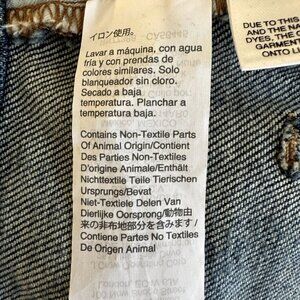 イロン使用。
Lavar a máquina, con agua
fría y con prendas de
colores similares. Solo
blanqueador sin cloro.
Secado a baja
temperatura. Planchar a
temperatura baja.
Contains Non-Textile Parts
Of Animal Origin/Contient
Des Parties Non-Textiles
D'origine Animale/Enthält
Nichttextile Teile Tierischen
Ursprungs/Bevat
Niet-Textiele Delen Van
Dierlijke Oorsprong/動物由
来の非布地部分を含みます/
Contiene Partes No Textiles
De Origen Animal
DUE TO THIS
AND THE NA
DYES, THE C
GARMENT
ONTO LI